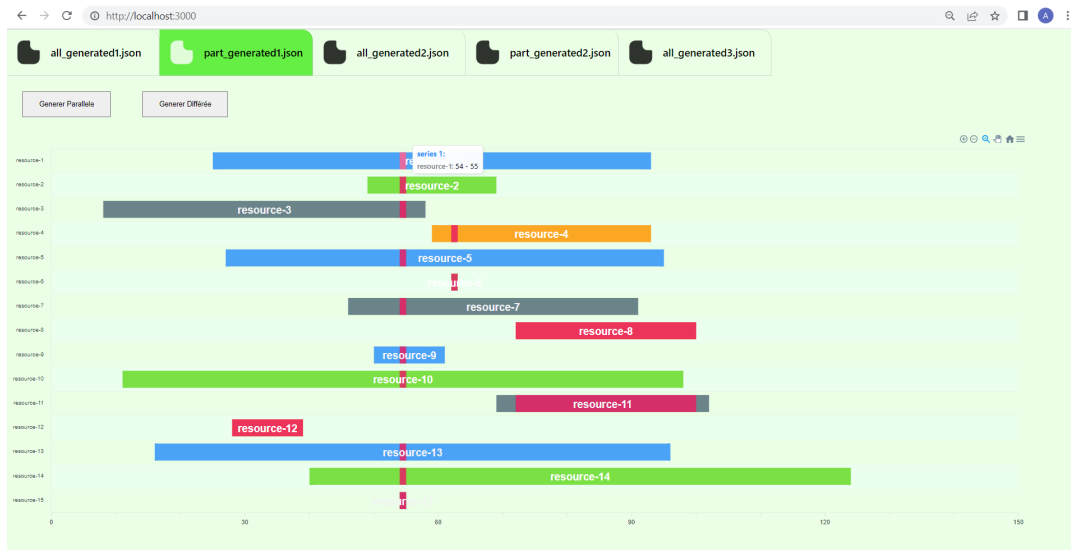 http://localhost:3000
A
all_generated1.json
part_generated1.json
all_generated2.json
part_generated2.json
all_generated3.json
Generer Parallele
Generer Différée
series 1:
resource-1: 54 - 55
resource-1
resource-2
resource-2
resource-3
resource-3
resource-4
resource-4
resource-5
resource-5
resource-6
resource-7
resource-7
resource-8
resource-8
resource-9
resource-9
resource-10
resource-10
resource-11
resource-11
resource-12
resource-12
resource-13
resource-13
resource-14
resource-14
resource-15
0 30 60 90 120 150